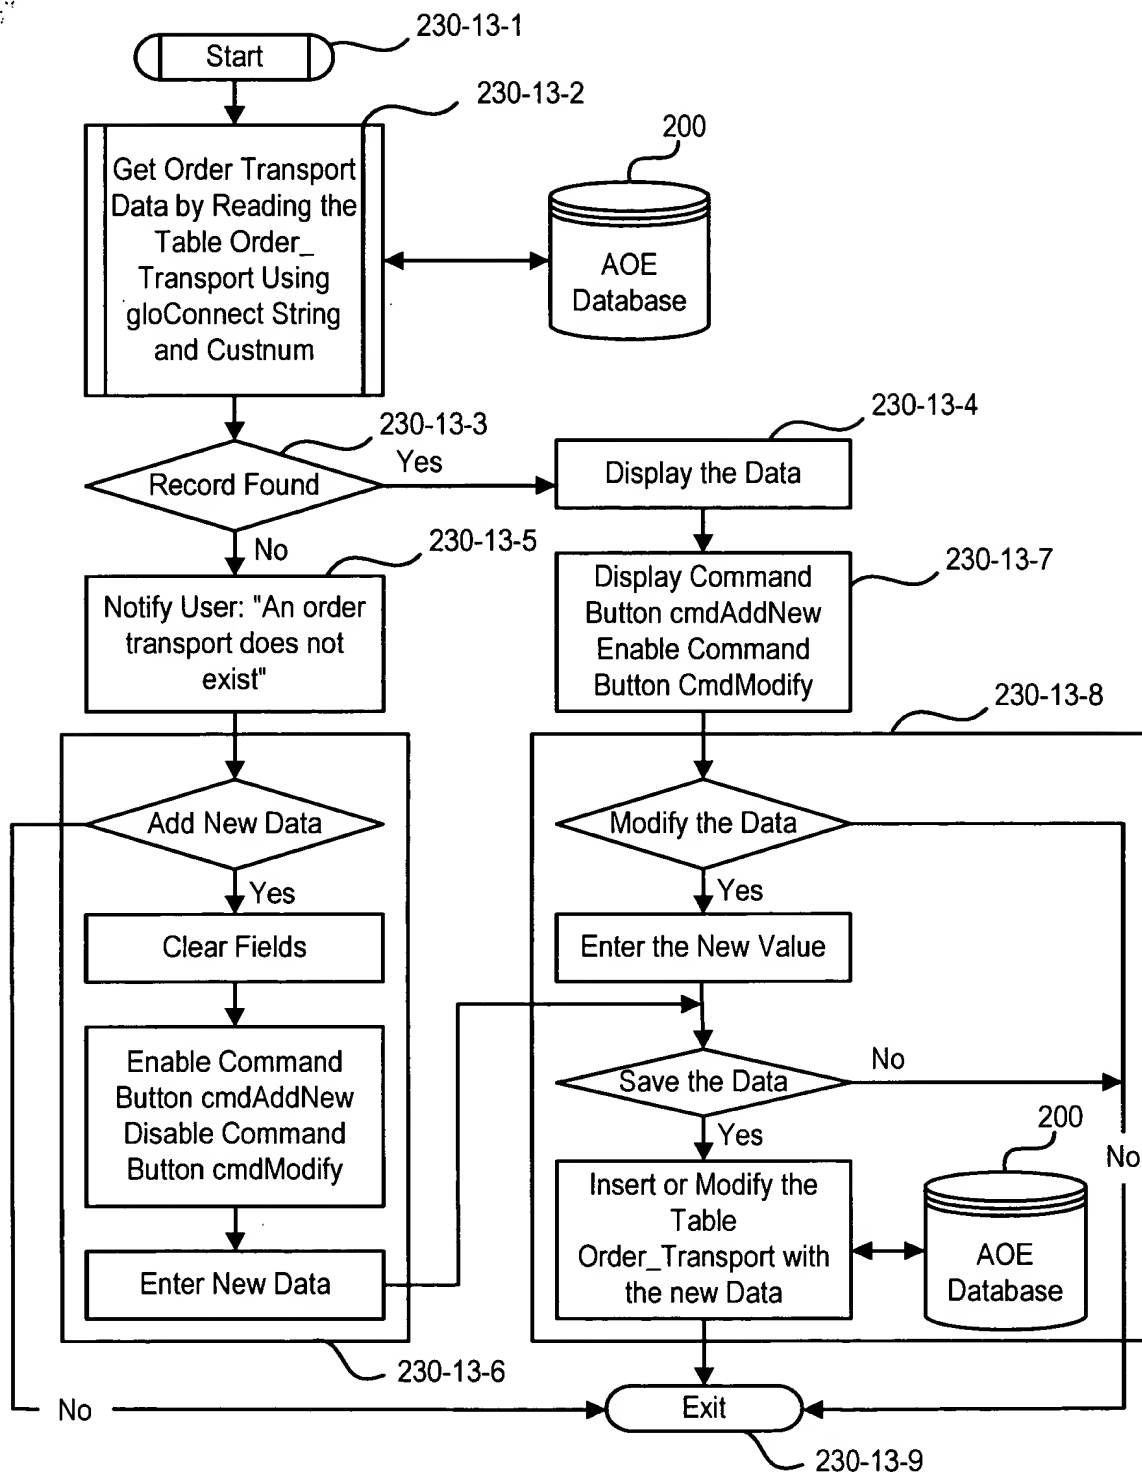 230-13-1
Start
230-13-2
Get Order Transport
Data by Reading the
Table Order_
Transport Using
gloConnect String
and Custnum
200
AOE
Database
230-13-3
Record Found
Yes
230-13-4
Display the Data
No
230-13-5
Notify User: "An order
transport does not
exist"
230-13-7
Display Command
Button cmdAddNew
Enable Command
Button CmdModify
230-13-8
Add New Data
Yes
Clear Fields
Enable Command
Button cmdAddNew
Disable Command
Button cmdModify
Enter New Data
230-13-6
No
Modify the Data
Yes
Enter the New Value
Save the Data
No
Yes
Insert or Modify the
Table
Order_Transport with
the new Data
200
AOE
Database
No
Exit
230-13-9